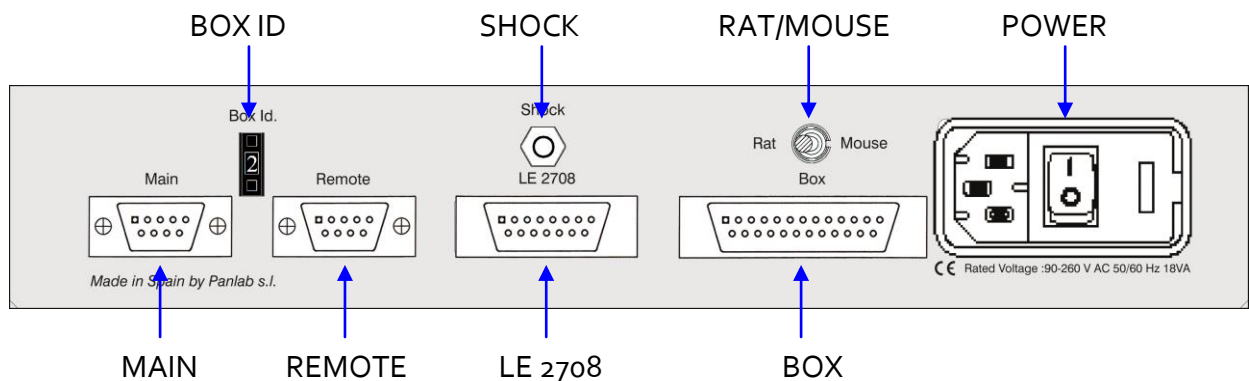 BOX ID
SHOCK
RAT/MOUSE
POWER
Box Id.
Shock
2
Rat
Mouse
Main
Remote
LE 2708
Box
I
O
Made in Spain by Panlab s.l.
CE Rated Voltage :90-260 V AC 50/60 Hz 18VA
MAIN
REMOTE
LE 2708
BOX